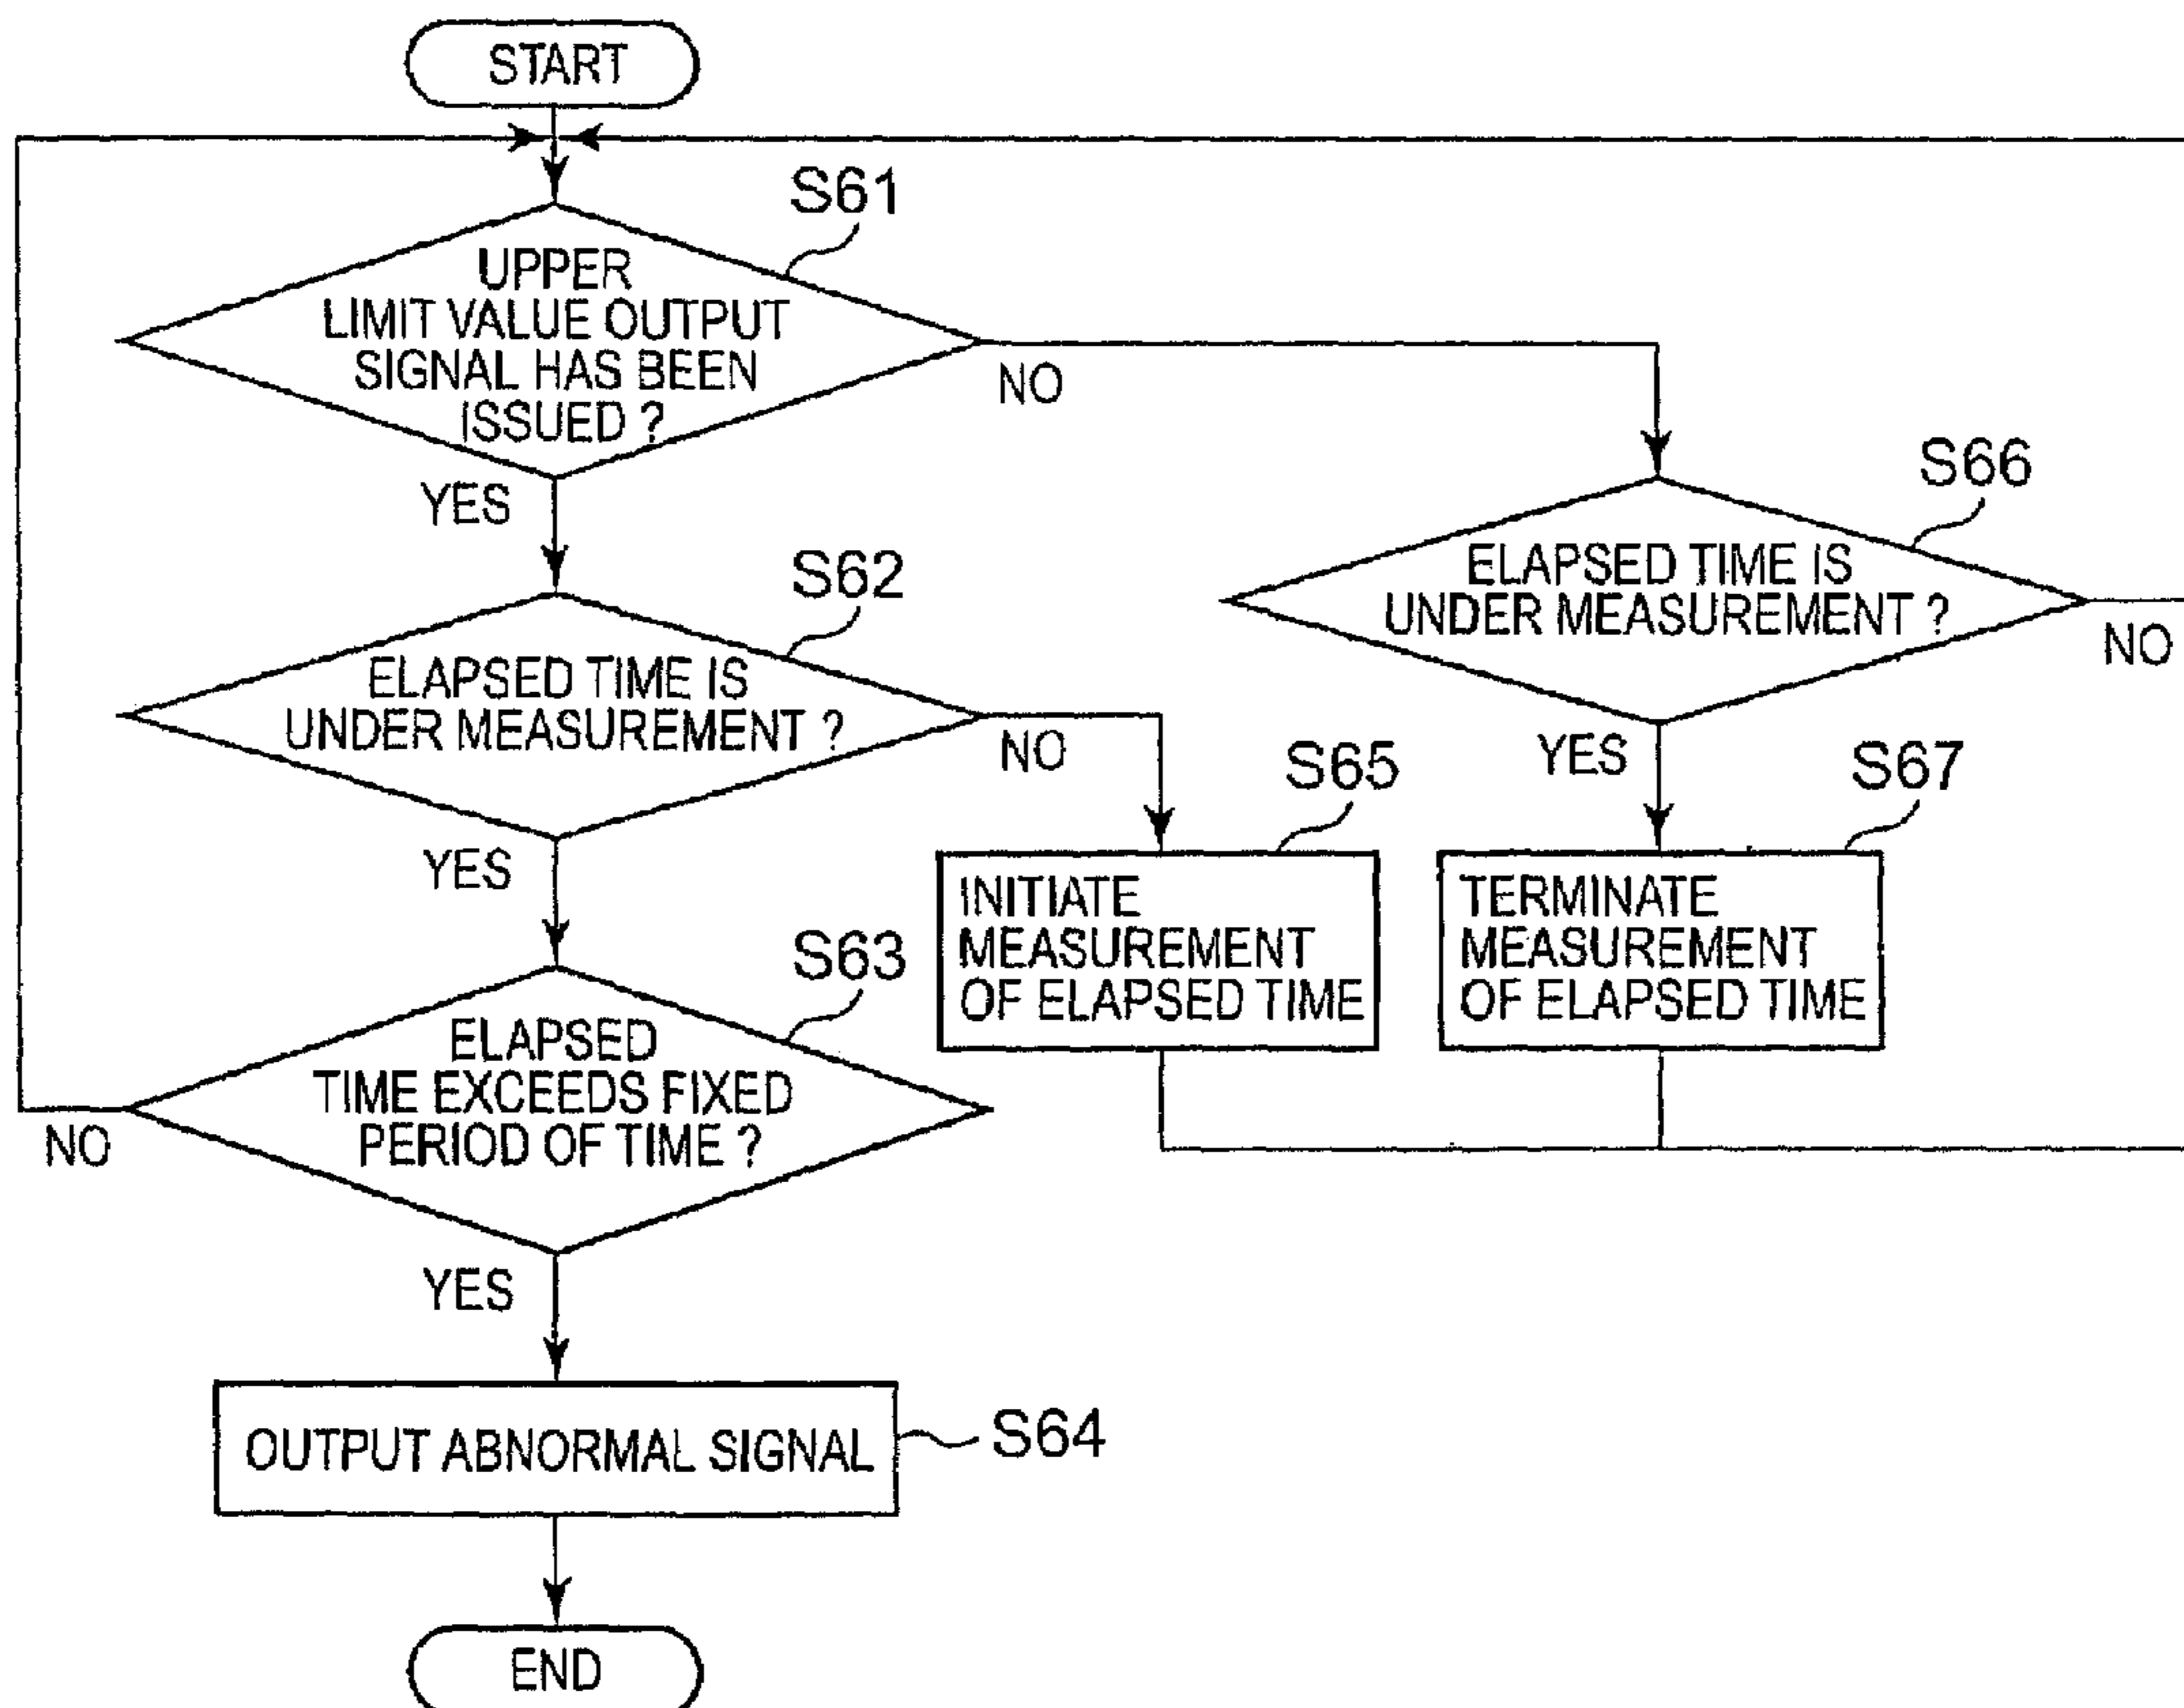 START
S61
UPPER
LIMIT VALUE OUTPUT
SIGNAL HAS BEEN
ISSUED ?
NO
YES
S66
ELAPSED TIME IS
UNDER MEASUREMENT ?
NO
YES
S62
ELAPSED TIME IS
UNDER MEASUREMENT ?
NO
YES
S65
INITIATE
MEASUREMENT
OF ELAPSED TIME
S67
TERMINATE
MEASUREMENT
OF ELAPSED TIME
S63
ELAPSED
TIME EXCEEDS FIXED
PERIOD OF TIME ?
NO
YES
OUTPUT ABNORMAL SIGNAL
S64
END